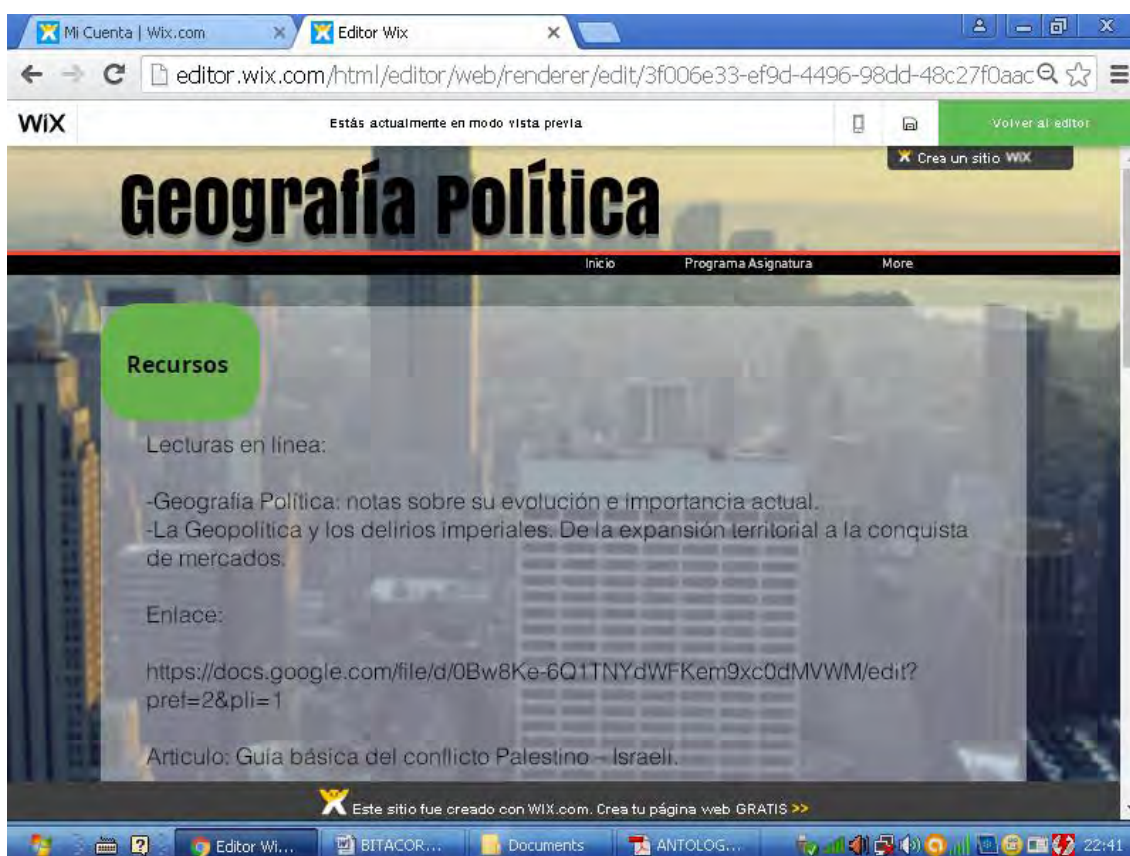 Mi Cuenta | Wix.com
Editor Wix
editor.wix.com/html/editor/web/renderer/edit/3f006e33-ef9d-4496-98dd-48c27f0aac
WiX
Estás actualmente en modo vista previa
Volver al editor
Crea un sitio WiX
Geografía Política
Inicio
Programa Asignatura
More
Recursos
Lecturas en línea:
-Geografía Política: notas sobre su evolución e importancia actual.
-La Geopolítica y los delirios imperiales. De la expansión territorial a la conquista
de mercados.
Enlace:
https://docs.google.com/file/d/0Bw8Ke-6Q1TNYdWFKem9xc0dMVWM/edit?
pref=2&pli=1
Articulo: Guía básica del conflicto Palestino – Israelí.
Este sitio fue creado con WIX.com. Crea tu página web GRATIS >>
Editor Wi...
BITACOR...
Documents
ANTOLOG...
22:41